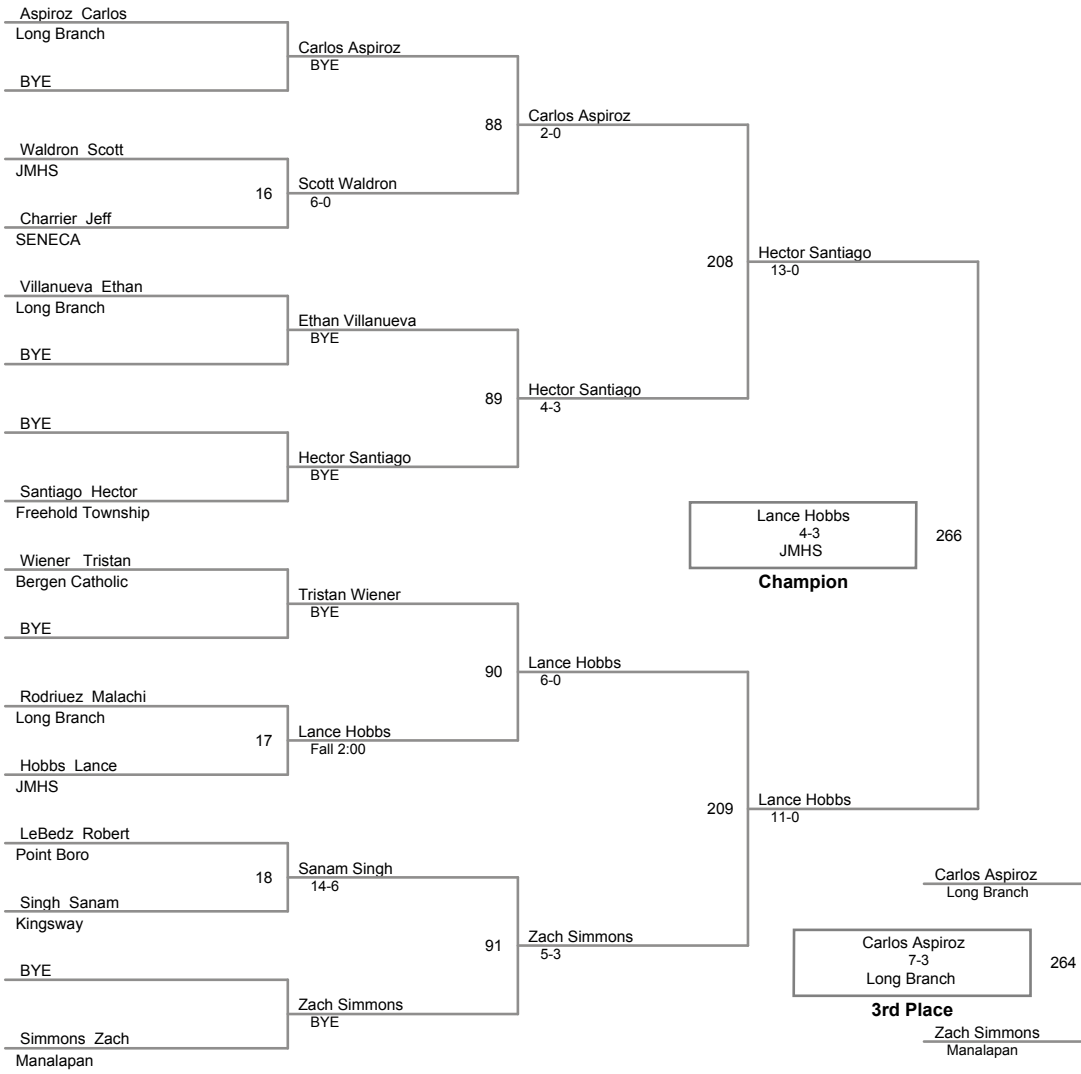 Aspiroz Carlos
Long Branch
Carlos Aspiroz
BYE
BYE
88
Carlos Aspiroz
2-0
Waldron Scott
JMHS
16
Scott Waldron
6-0
Charrier Jeff
SENECA
208
Hector Santiago
13-0
Villanueva Ethan
Long Branch
Ethan Villanueva
BYE
BYE
89
Hector Santiago
4-3
BYE
Hector Santiago
BYE
Santiago Hector
Freehold Township
Lance Hobbs
4-3
JMHS
266
Champion
Wiener Tristan
Bergen Catholic
Tristan Wiener
BYE
BYE
90
Lance Hobbs
6-0
Rodriuez Malachi
Long Branch
17
Lance Hobbs
Fall 2:00
Hobbs Lance
JMHS
209
Lance Hobbs
11-0
LeBedz Robert
Point Boro
18
Sanam Singh
14-6
Singh Sanam
Kingsway
Carlos Aspiroz
Long Branch
91
Zach Simmons
5-3
Carlos Aspiroz
7-3
Long Branch
264
3rd Place
BYE
Zach Simmons
BYE
Simmons Zach
Manalapan
Zach Simmons
Manalapan